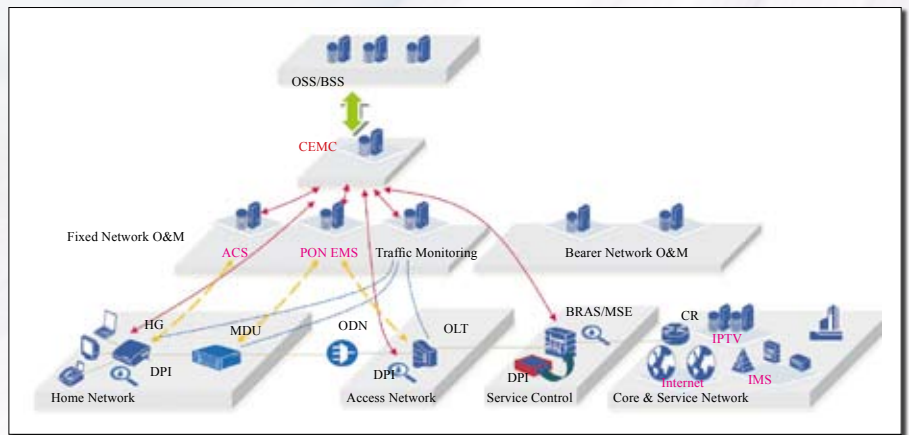 OSS/BSS
CEMC
Fixed Network O&M
ACS
PON EMS
Traffic Monitoring
Bearer Network O&M
HG
MDU
ODN
OLT
BRAS/MSE
CR
IPTV
DPI
DPI
DPI
Internet
IMS
Home Network
Access Network
Service Control
Core & Service Network